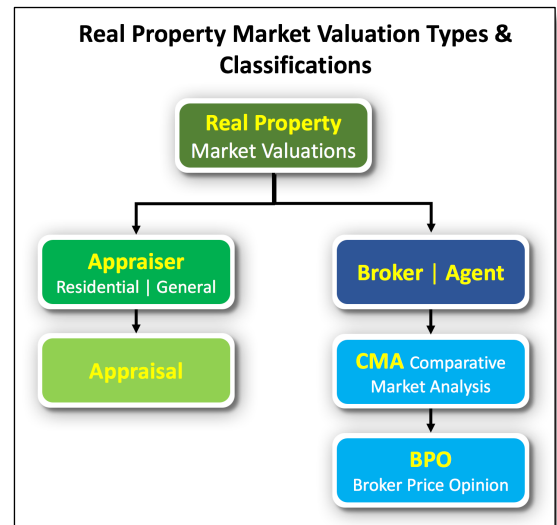 Real Property Market Valuation Types &
Classifications
Real Property
Market Valuations
Appraiser
Residential | General
Broker | Agent
Appraisal
CMA Comparative
Market Analysis
BPO
Broker Price Opinion